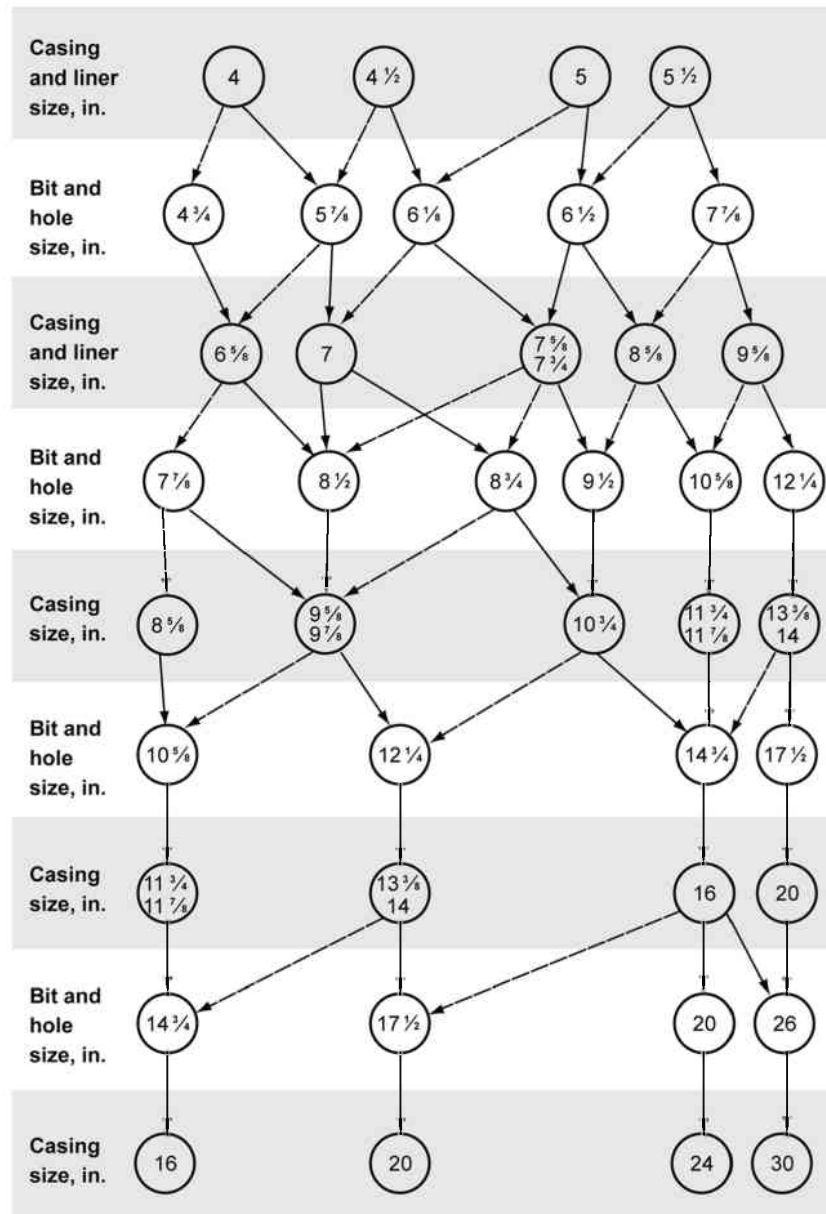 Casing
and liner
size, in.
4
4 ½
5
5 ½
Bit and
hole
size, in.
4 ¾
5 ⅞
6 ⅛
6 ½
7 ⅞
Casing
and liner
size, in.
6 ⅝
7
7 ⅝
7 ¾
8 ⅝
9 ⅝
Bit and
hole
size, in.
7 ⅞
8 ½
8 ¾
9 ½
10 ⅝
12 ¼
Casing
size, in.
8 ⅝
9 ⅝
9 ⅞
10 ¾
11 ¾
11 ⅞
13 ⅜
14
Bit and
hole
size, in.
10 ⅝
12 ¼
14 ¾
17 ½
Casing
size, in.
11 ¾
11 ⅞
13 ⅜
14
16
20
Bit and
hole
size, in.
14 ¾
17 ½
20
26
Casing
size, in.
16
20
24
30